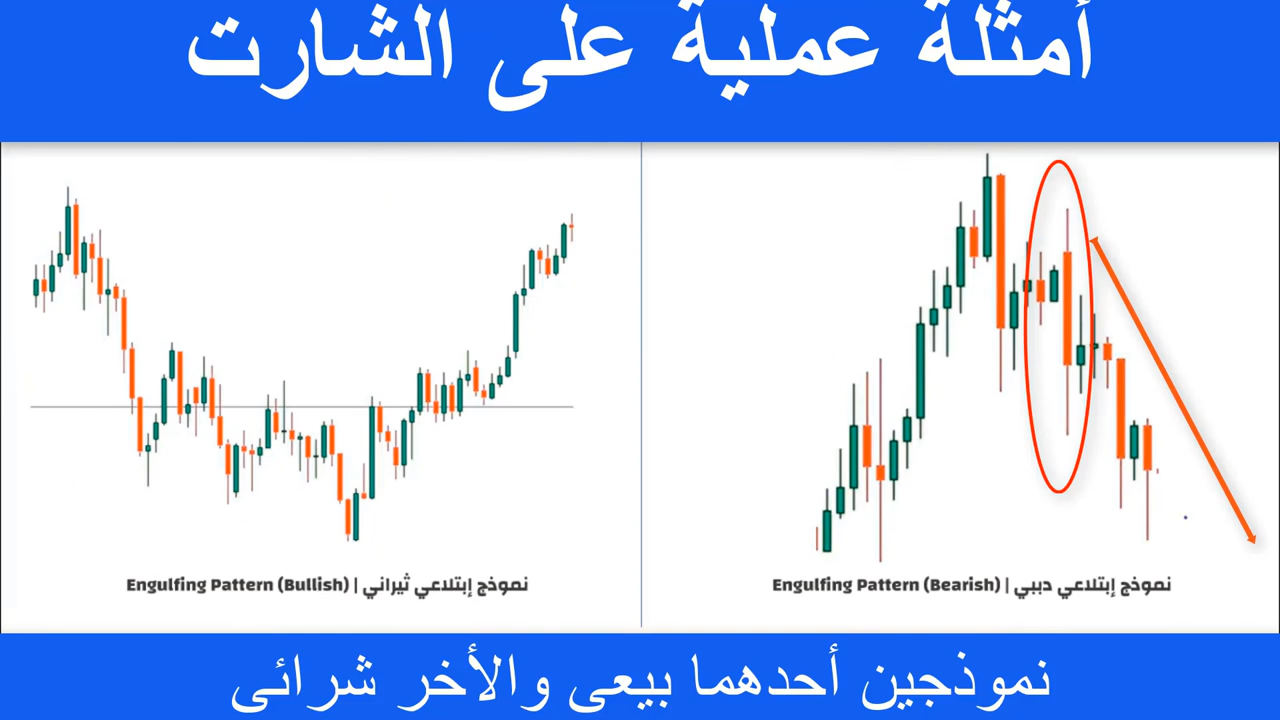 أمثلة عملية على الشارت
Engulfing Pattern (Bullish) | نموذج إبتلاعي ثيراني
Engulfing Pattern (Bearish) | نموذج إبتلاعي دببي
نموذجين أحدهما بيعى والأخر شرائى